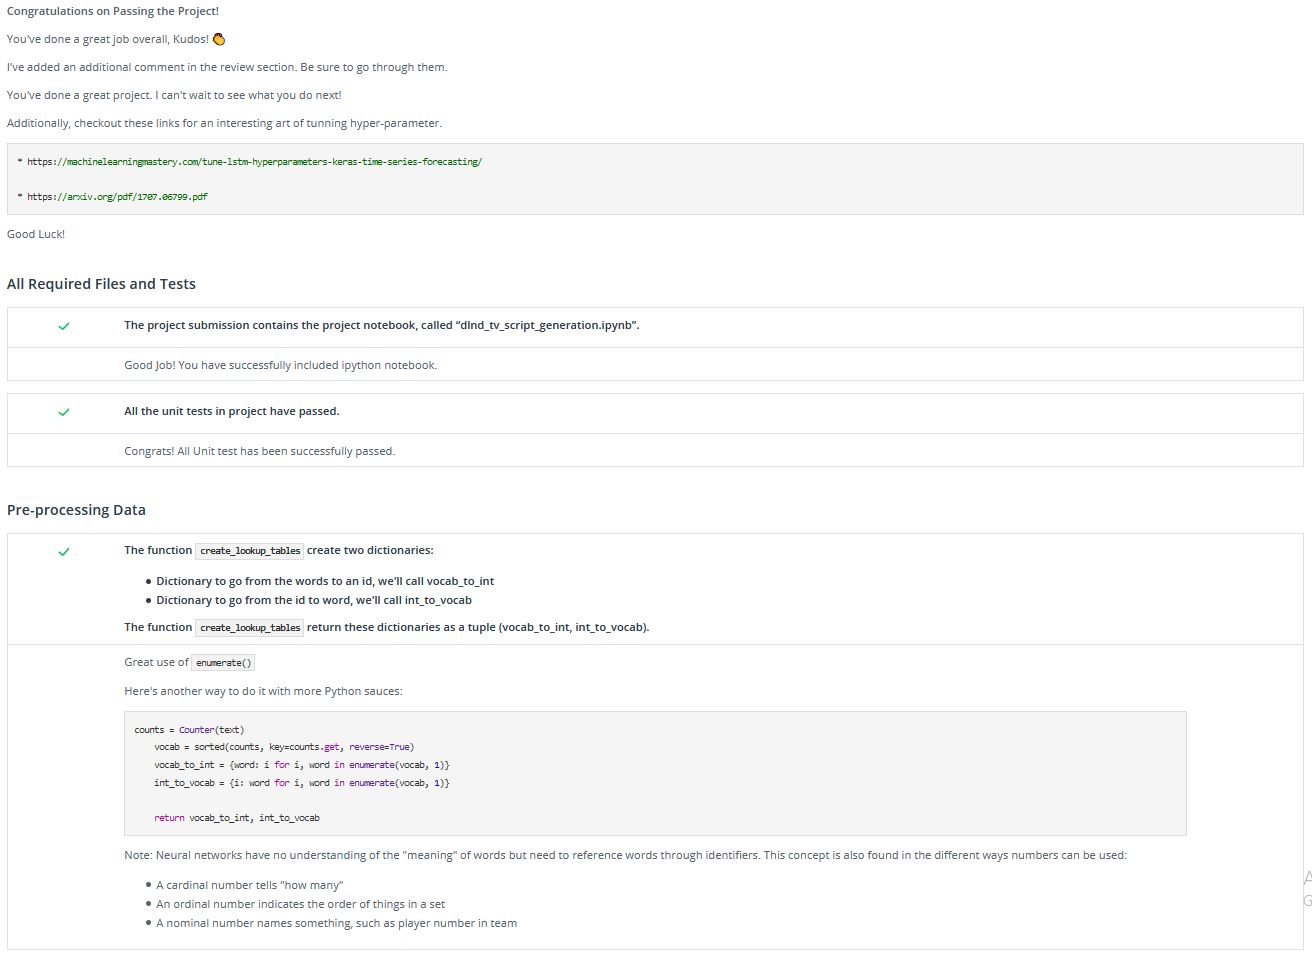 Congratulations on Passing the Project!
You've done a great job overall, Kudos! 👏
I've added an additional comment in the review section. Be sure to go through them.
You've done a great project. I can't wait to see what you do next!
Additionally, checkout these links for an interesting art of tunning hyper-parameter.
* https://machinelearningmastery.com/tune-lstm-hyperparameters-keras-time-series-forecasting/
* https://arxiv.org/pdf/1707.06799.pdf
Good Luck!
All Required Files and Tests
The project submission contains the project notebook, called “dlnd_tv_script_generation.ipynb”.
Good Job! You have successfully included ipython notebook.
All the unit tests in project have passed.
Congrats! All Unit test has been successfully passed.
Pre-processing Data
The function create_lookup_tables create two dictionaries:
• Dictionary to go from the words to an id, we'll call vocab_to_int
• Dictionary to go from the id to word, we'll call int_to_vocab
The function create_lookup_tables return these dictionaries as a tuple (vocab_to_int, int_to_vocab).
Great use of enumerate()
Here's another way to do it with more Python sauces:
counts = Counter(text)
    vocab = sorted(counts, key=counts.get, reverse=True)
    vocab_to_int = {word: i for i, word in enumerate(vocab, 1)}
    int_to_vocab = {i: word for i, word in enumerate(vocab, 1)}
    return vocab_to_int, int_to_vocab
Note: Neural networks have no understanding of the "meaning" of words but need to reference words through identifiers. This concept is also found in the different ways numbers can be used:
• A cardinal number tells "how many"
• An ordinal number indicates the order of things in a set
• A nominal number names something, such as player number in team